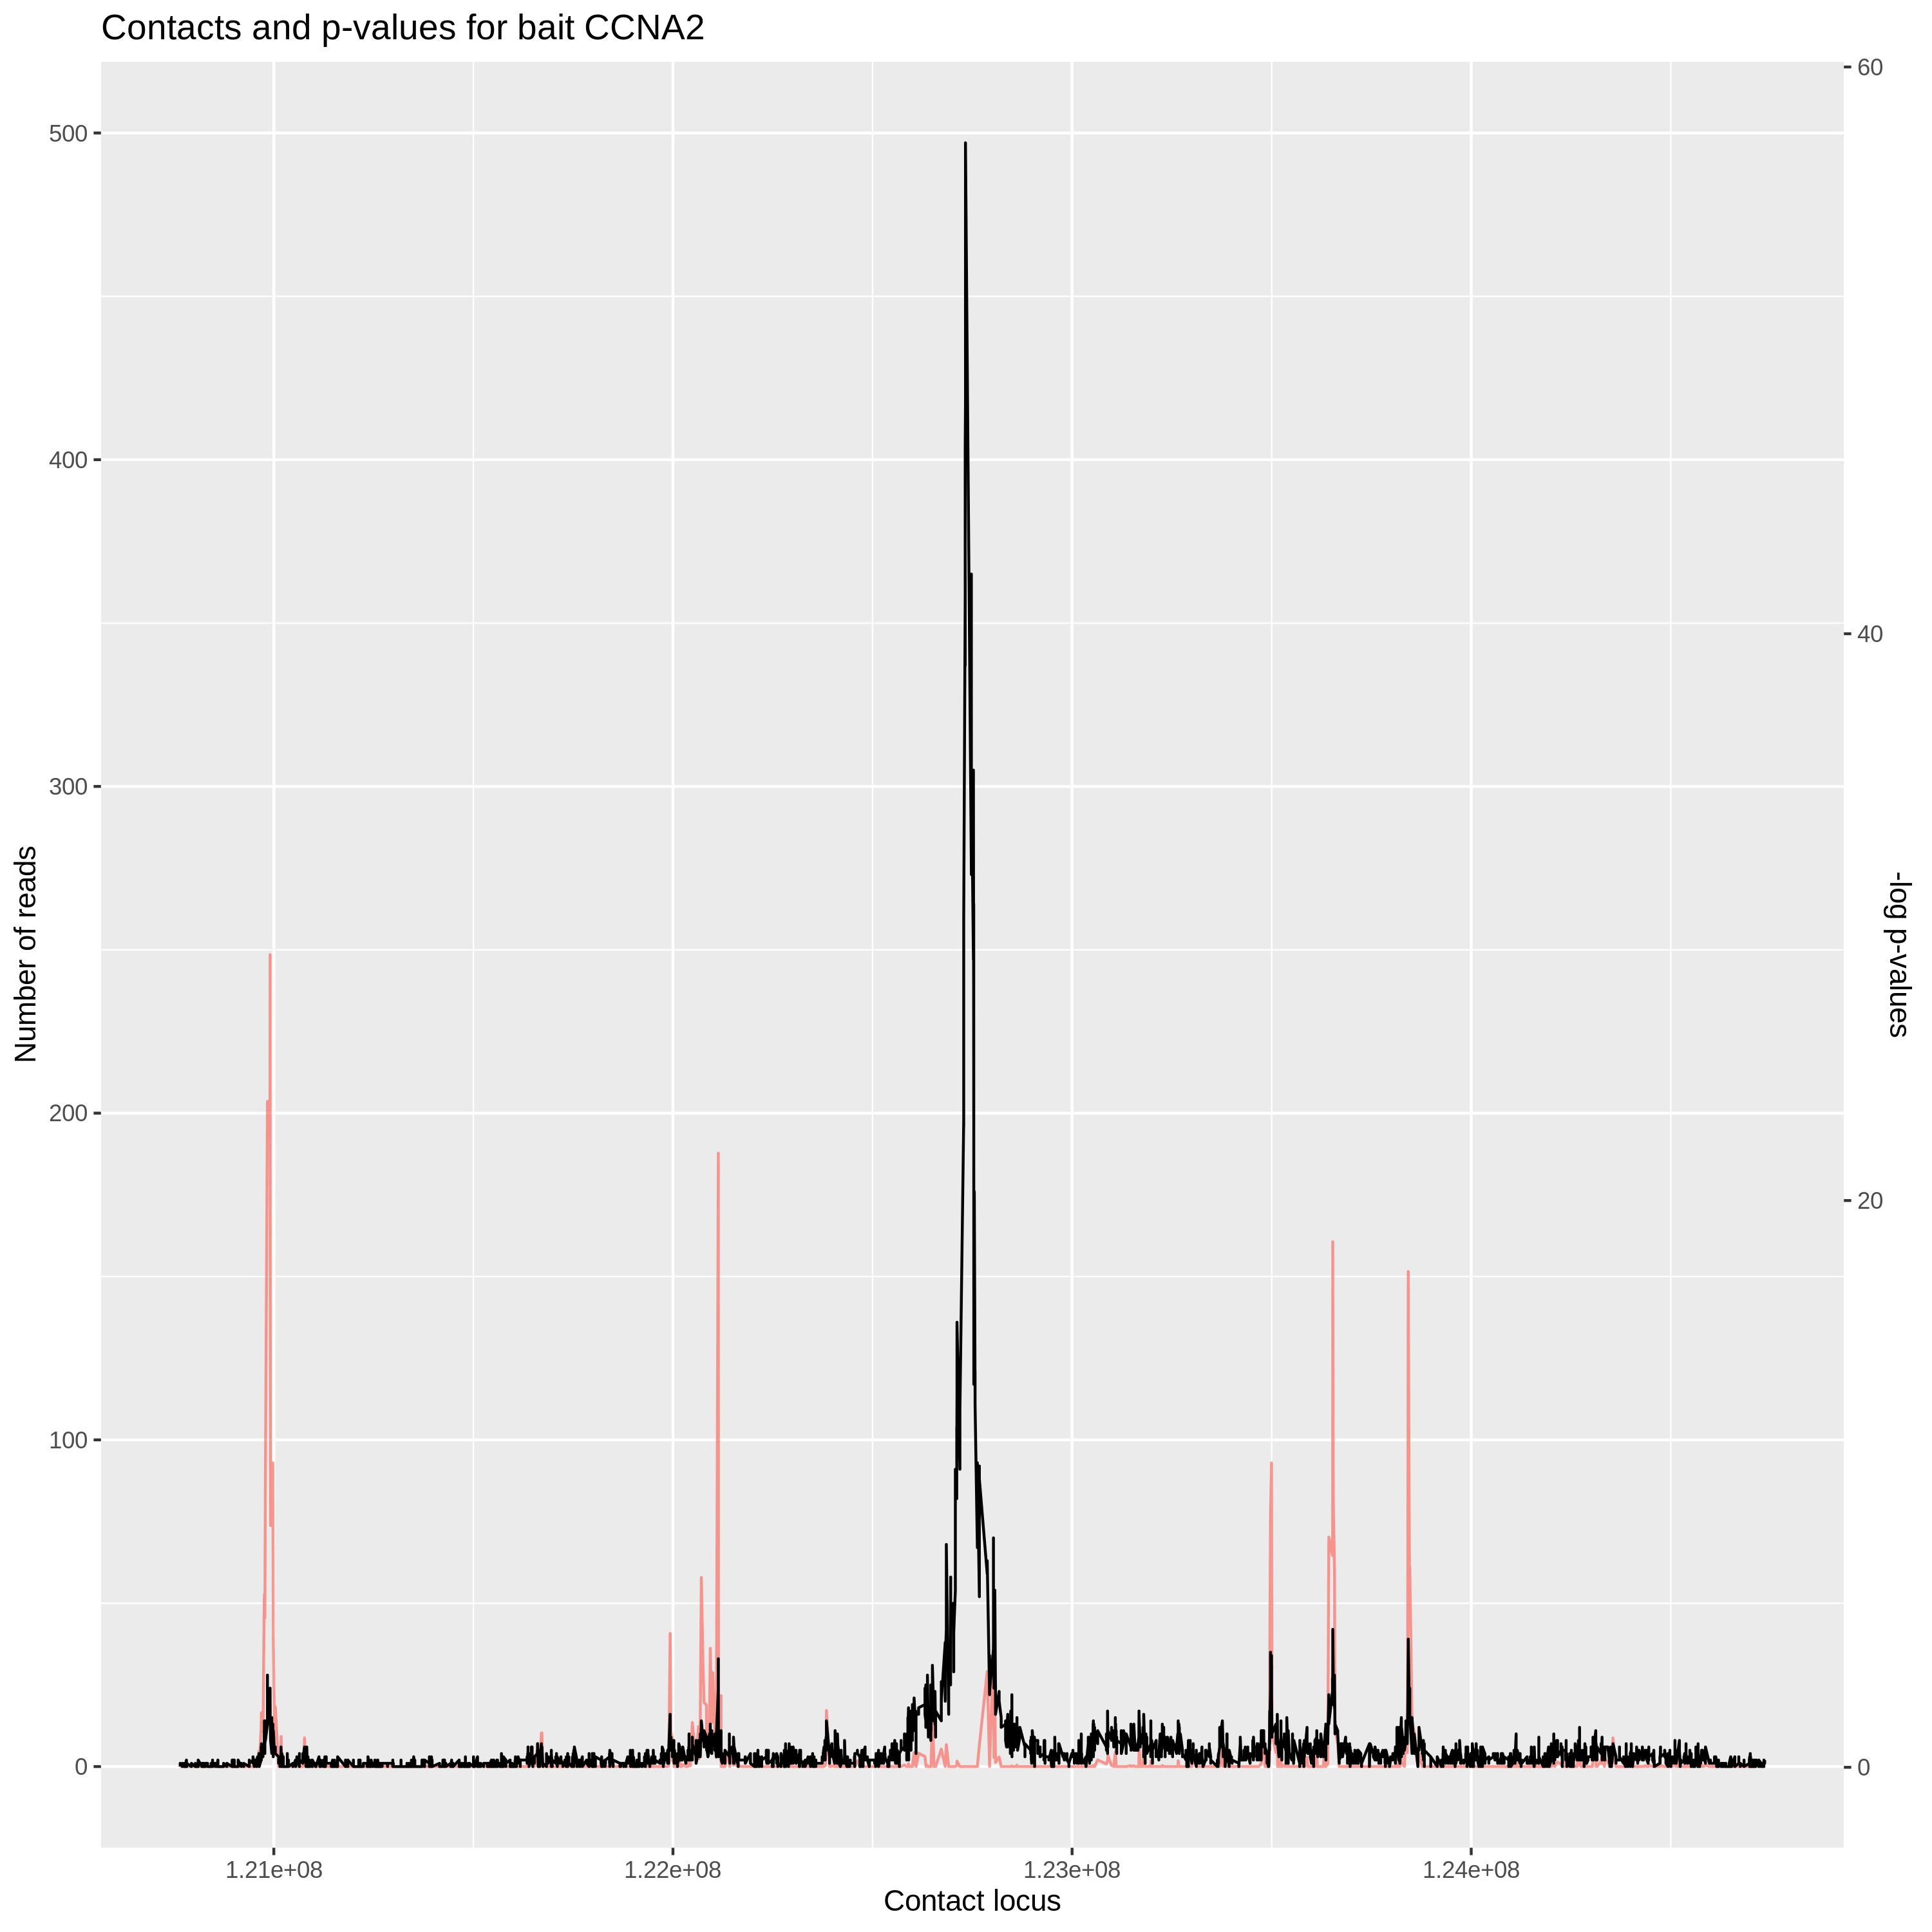 Contacts and p-values for bait CCNA2
60
500
400
40
300
Number of reads
-log p-values
200
20
100
0
0
1.21e+08
1.22e+08
1.23e+08
1.24e+08
Contact locus